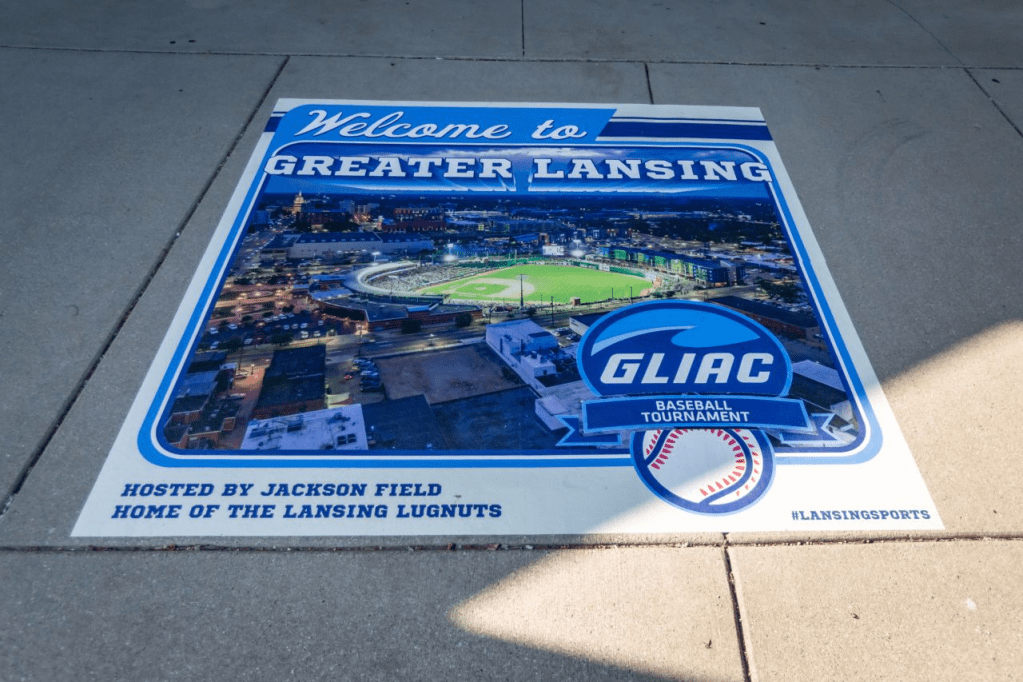 Welcome to
GREATER LANSING
GLIAC
BASEBALL
TOURNAMENT
HOSTED BY JACKSON FIELD
HOME OF THE LANSING LUGNUTS
#LANSINGSPORTS